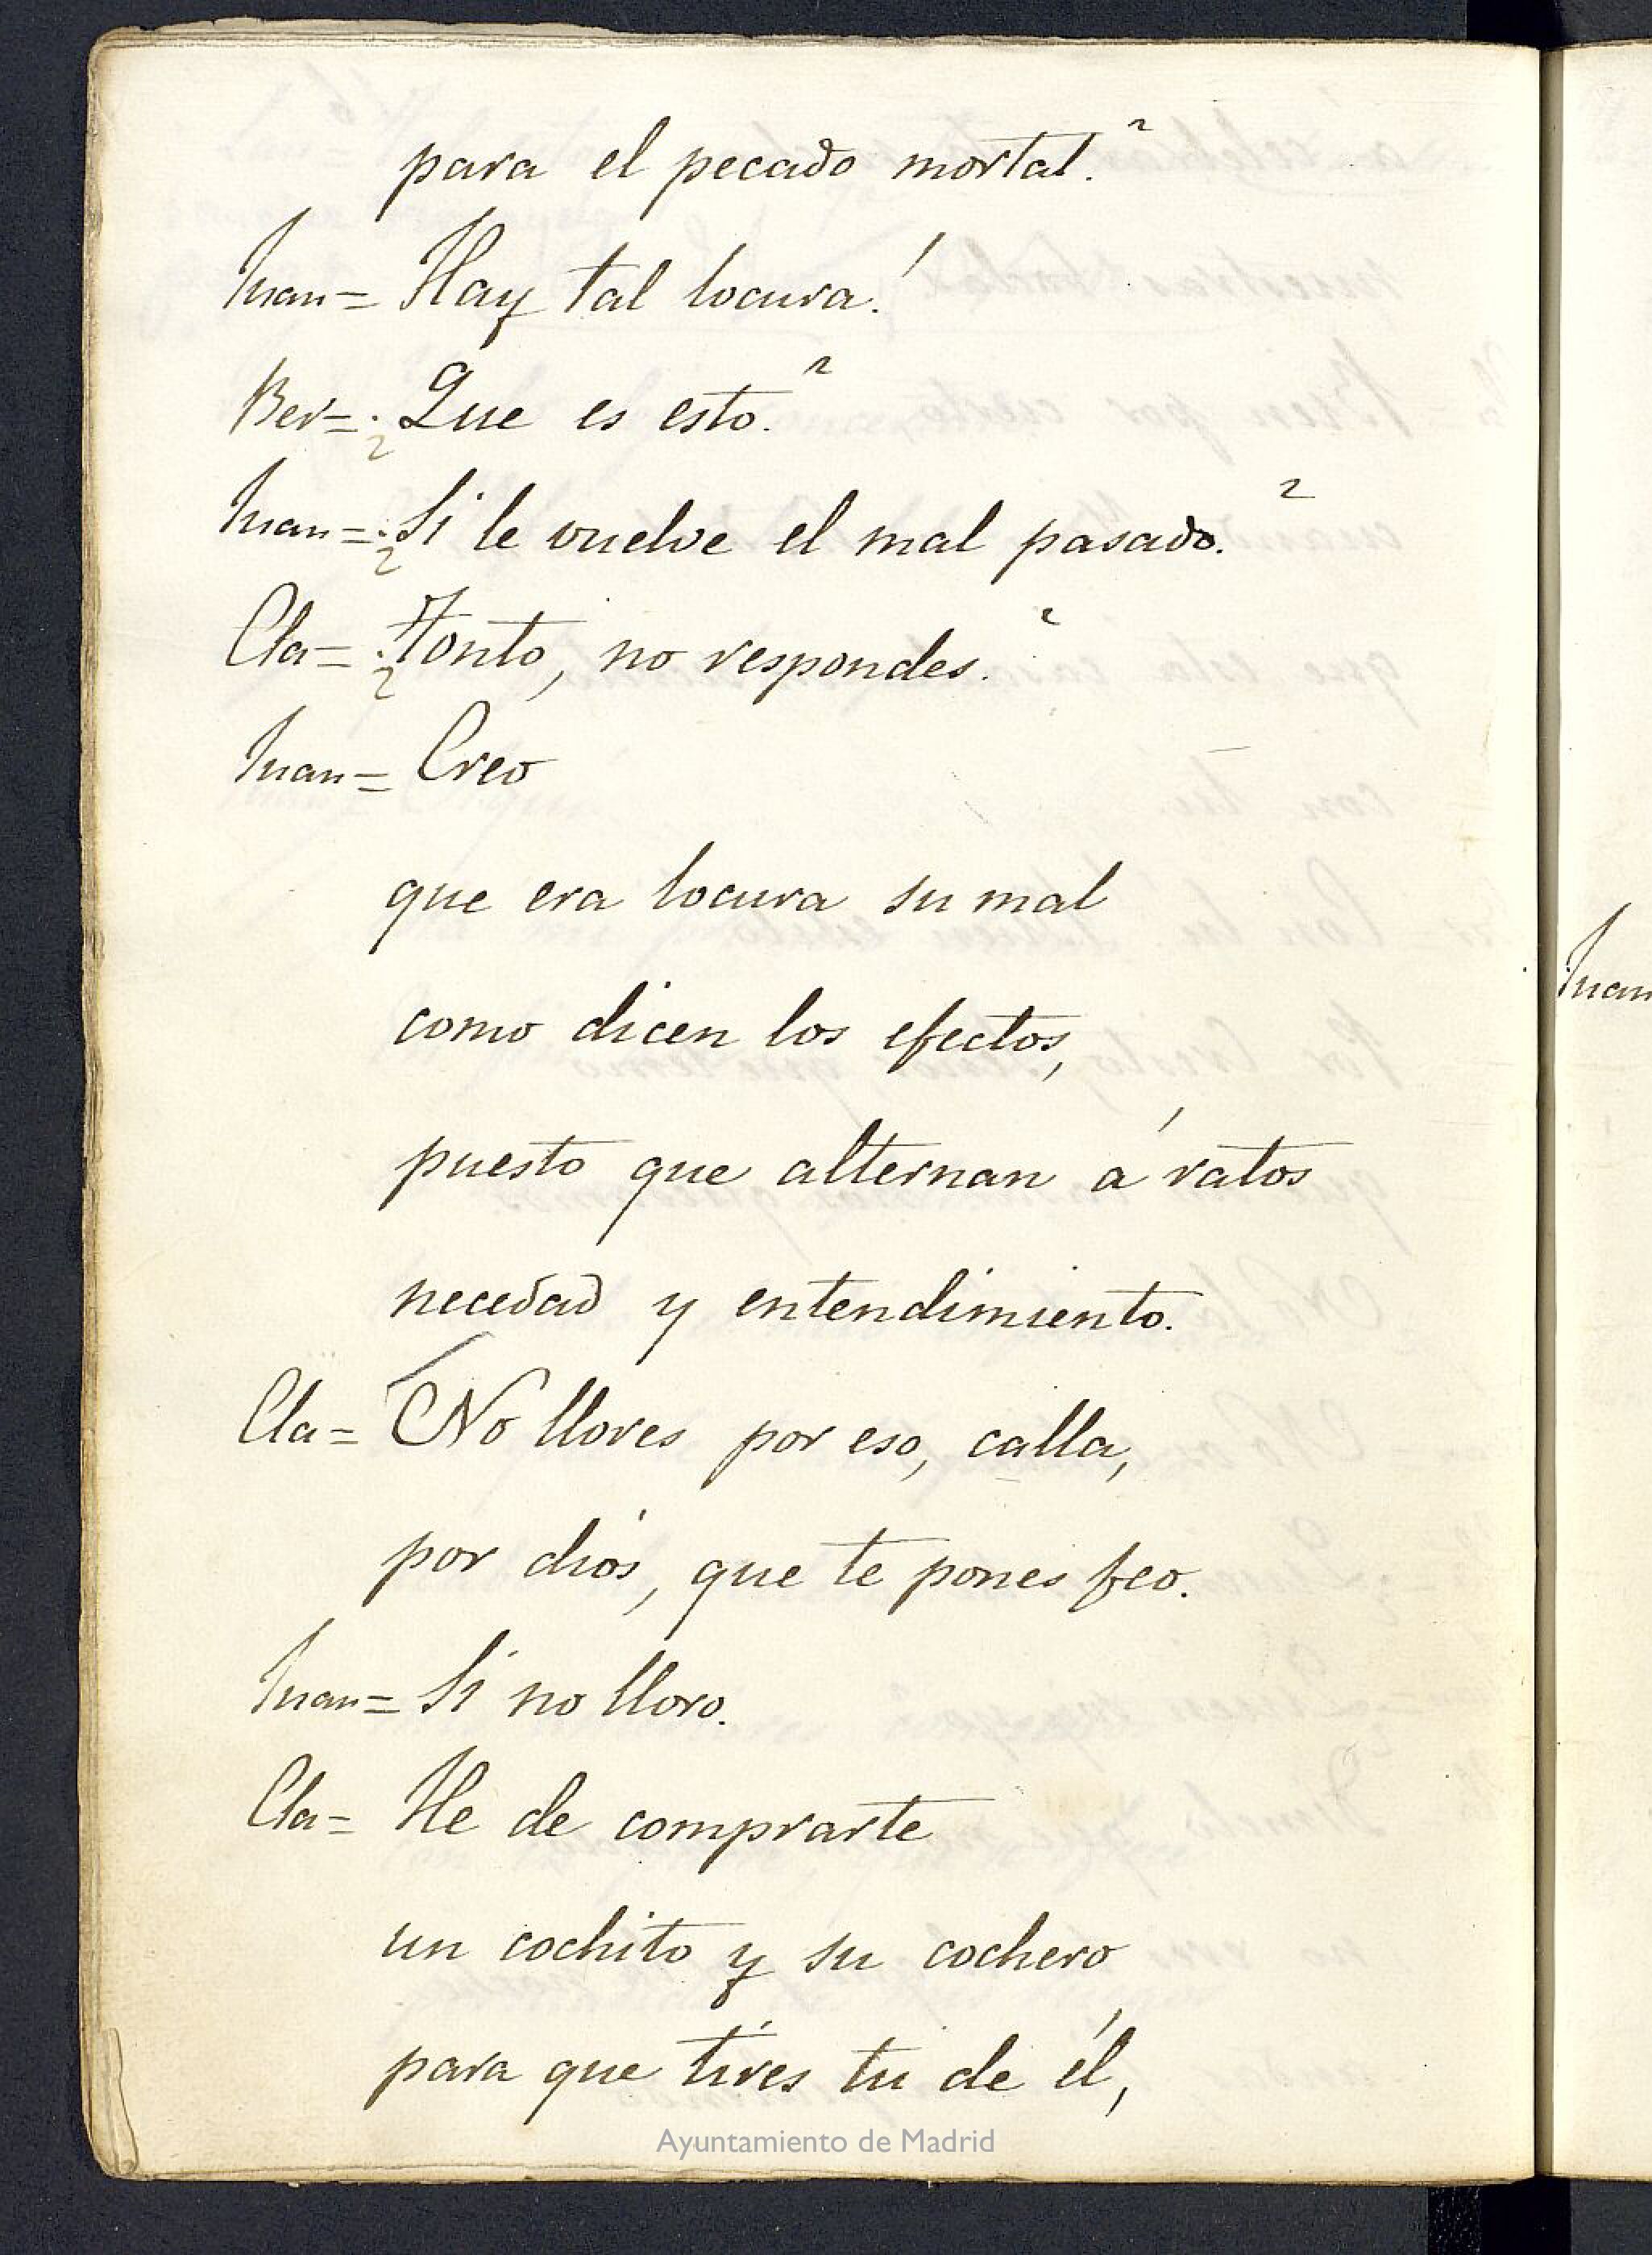 para el pecado mortal?
Juan= Hay tal locura!
Ber= ¿Que es esto?
Juan= ¿Si le vuelve el mal pasado?
Cla= ¿Tonto, no respondes?
Juan= Creo
que era locura su mal
como dicen los efectos,
puesto que alternan á ratos
necedad y entendimiento.
Cla= No llores por eso, calla,
por dios, que te pones feo.
Juan= Si no lloro.
Cla= He de comprarte
un cochito y su cochero
para que tires tu de él,
Juan
Ayuntamiento de Madrid